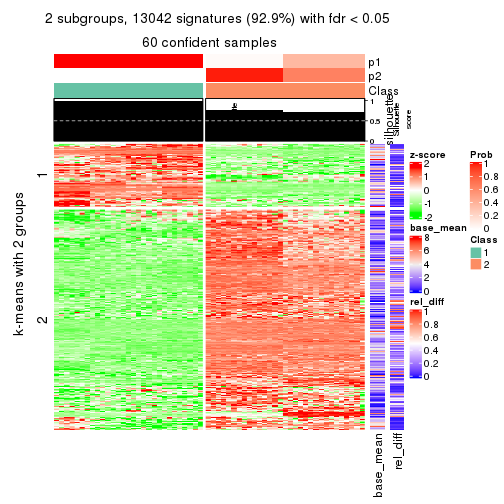 2 subgroups, 13042 signatures (92.9%) with fdr < 0.05
60 confident samples
p1
p2
Class
1
0.5
0
silhouette
Silhouette
score
k-means with 2 groups
1
2
base_mean
rel_diff
z-score
2
1
0
-1
-2
base_mean
8
6
4
2
0
rel_diff
1
0.8
0.6
0.4
0.2
0
Prob
1
0.8
0.6
0.4
0.2
0
Class
1
2